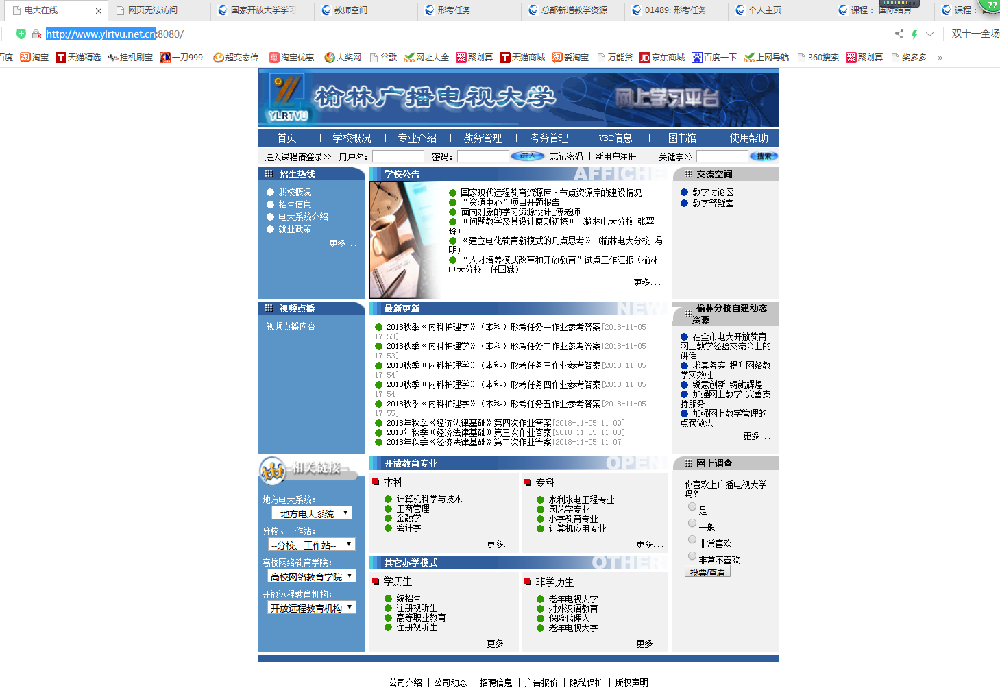 电大在线
网页无法访问
国家开放大学学习
教师空间
形考任务一
总部新增教学资源
01489: 形考任务
个人主页
课程： 国际结算
课程：
77
http://www.ylrtvu.net.cn:8080/
双十一全场
百度 淘宝 天猫精选 挂机刷宝 一刀999 超变态传 淘宝优惠 大奖网 谷歌 网址大全 聚划算 天猫商城 爱淘宝 万能贷 京东商城 百度一下 上网导航 360搜索 聚划算 奖多多 »
YLRTVU
榆林广播电视大学
网上学习平台
首页 | 学校概况 | 专业介绍 | 教务管理 | 考务管理 | VBI信息 | 图书馆 | 使用帮助
进入课程请登录>> 用户名： 密码： 进入 忘记密码 | 新用户注册 关键字>> 搜索
招生热线
我校概况
招生信息
电大系统介绍
就业政策
更多...
学校公告
AFFICHE
国家现代远程教育资源库·节点资源库的建设情况
“资源中心”项目开题报告
面向对象的学习资源设计_傅老师
《问题教学及其设计原则初探》（榆林电大分校 张翠
玲）
《建立电化教育新模式的几点思考》（榆林电大分校 冯
明）
“人才培养模式改革和开放教育”试点工作汇报（榆林
电大分校 任国斌）
更多...
交流空间
教学讨论区
教学答疑室
视频点播
视频点播内容
最新更新
NEW
2018秋季《内科护理学》（本科）形考任务一作业参考答案[2018-11-05
17:53]
2018秋季《内科护理学》（本科）形考任务二作业参考答案[2018-11-05
17:53]
2018秋季《内科护理学》（本科）形考任务三作业参考答案[2018-11-05
17:54]
2018秋季《内科护理学》（本科）形考任务四作业参考答案[2018-11-05
17:54]
2018秋季《内科护理学》（本科）形考任务五作业参考答案[2018-11-05
17:55]
2018年秋季《经济法律基础》第四次作业答案[2018-11-05 11:09]
2018年秋季《经济法律基础》第三次作业答案[2018-11-05 11:08]
2018年秋季《经济法律基础》第二次作业答案[2018-11-05 11:07]
榆林分校自建动态
资源
在全市电大开放教育
网上教学经验交流会上的
讲话
求真务实 提升网络教
学实效性
锐意创新 铸就辉煌
加强网上教学 完善支
持服务
加强网上教学管理的
点滴做法
更多...
相关链接
地方电大系统：
--地方电大系统--
分校、工作站：
--分校、工作站--
高校网络教育学院：
高校网络教育学院
开放远程教育机构：
开放远程教育机构
开放教育专业
OPEN
本科
计算机科学与技术
工商管理
金融学
会计学
更多...
专科
水利水电工程专业
园艺学专业
小学教育专业
计算机应用专业
更多...
其它办学模式
OTHER
学历生
统招生
注册视听生
高等职业教育
注册视听生
更多...
非学历生
老年电视大学
对外汉语教育
保险代理人
老年电视大学
更多...
网上调查
你喜欢上广播电视大学
吗？
是
一般
非常喜欢
非常不喜欢
投票/查看
公司介绍 | 公司动态 | 招聘信息 | 广告报价 | 隐私保护 | 版权声明